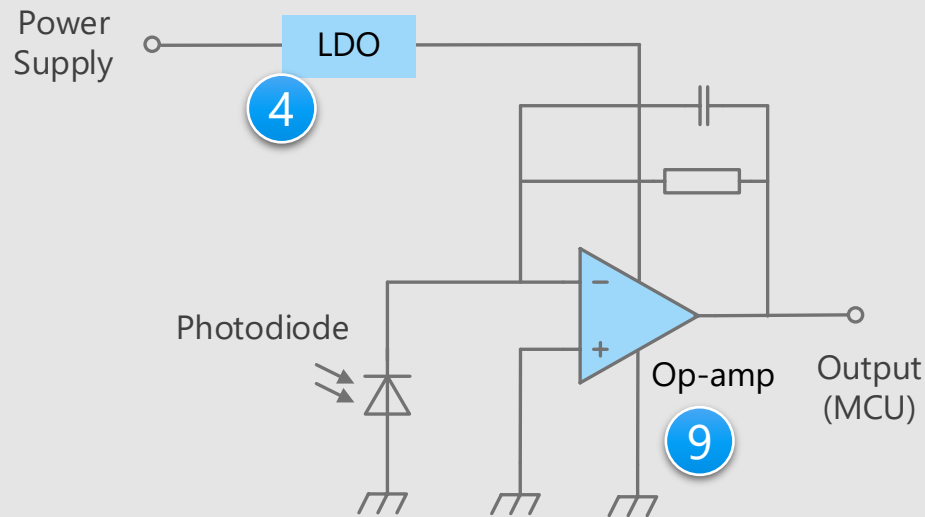 Power
Supply
LDO
4
Photodiode
−
+
Op-amp
9
Output
(MCU)